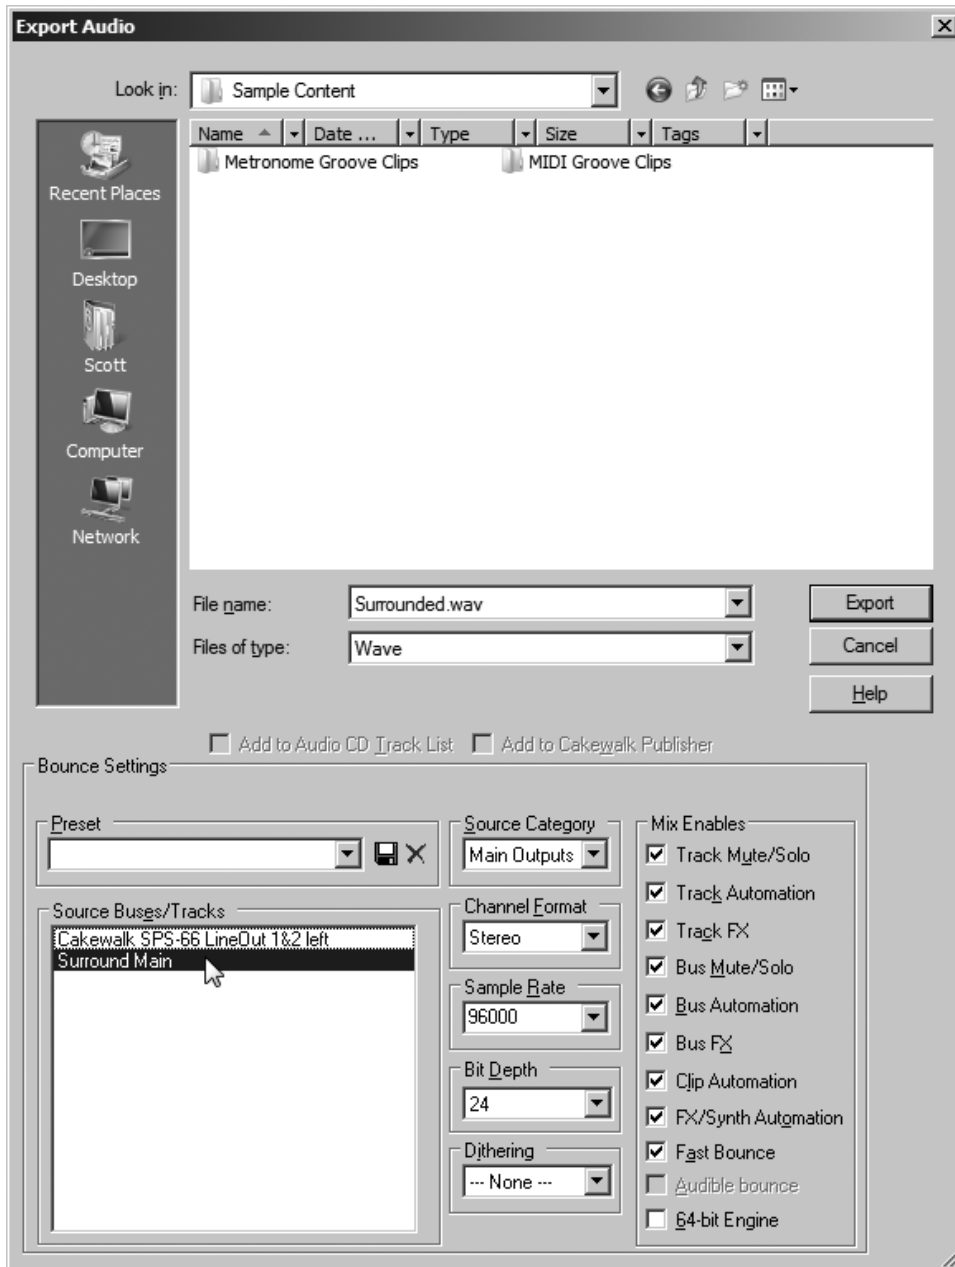 Export Audio
Look in:
Sample Content
Name Date ... Type Size Tags
Metronome Groove Clips MIDI Groove Clips
Recent Places
Desktop
Scott
Computer
Network
File name: Surrounded.wav Export
Files of type: Wave Cancel
Help
Add to Audio CD Track List Add to Cakewalk Publisher
Bounce Settings
Preset
Source Buses/Tracks
Cakewalk SPS-66 LineOut 1&2 left
Surround Main
Source Category
Main Outputs
Channel Format
Stereo
Sample Rate
96000
Bit Depth
24
Dithering
--- None ---
Mix Enables
Track Mute/Solo
Track Automation
Track FX
Bus Mute/Solo
Bus Automation
Bus FX
Clip Automation
FX/Synth Automation
Fast Bounce
Audible bounce
64-bit Engine